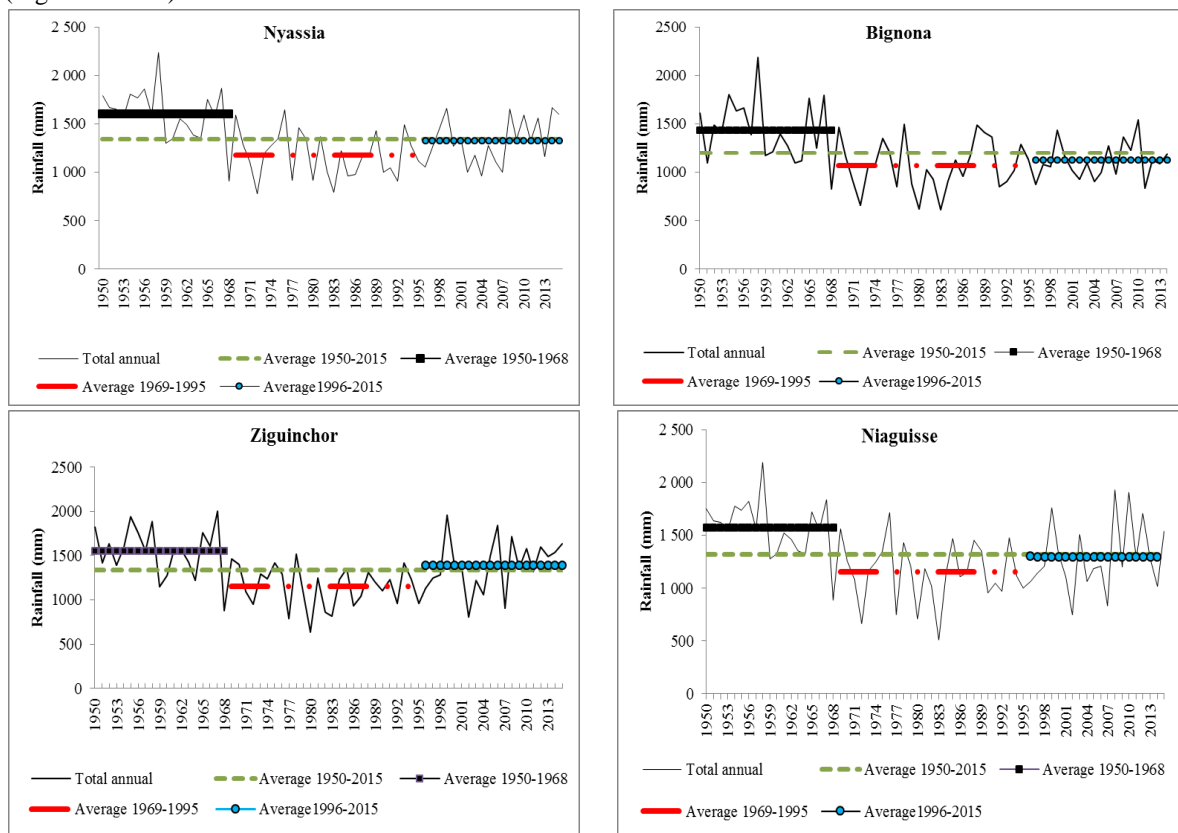 Nyassia
2 500
2 000
1 500
1 000
500
0
Rainfall (mm)
1950 1953 1956 1959 1962 1965 1968 1971 1974 1977 1980 1983 1986 1989 1992 1995 1998 2001 2004 2007 2010 2013
Total annual Average 1950-2015 Average 1950-1968
Average 1969-1995 Average1996-2015
Bignona
2500
2000
1500
1000
500
0
Rainfall (mm)
1950 1953 1956 1959 1962 1965 1968 1971 1974 1977 1980 1983 1986 1989 1992 1995 1998 2001 2004 2007 2010 2013
Total annual Average 1950-2015 Average 1950-1968
Average 1969-1995 Average1996-2015
Ziguinchor
2500
2000
1500
1000
500
0
Rainfall (mm)
1950 1953 1956 1959 1962 1965 1968 1971 1974 1977 1980 1983 1986 1989 1992 1995 1998 2001 2004 2007 2010 2013
Total annual Average 1950-2015 Average 1950-1968
Average 1969-1995 Average1996-2015
Niaguisse
2 500
2 000
1 500
1 000
500
0
Rainfall (mm)
1950 1953 1956 1959 1962 1965 1968 1971 1974 1977 1980 1983 1986 1989 1992 1995 1998 2001 2004 2007 2010 2013
Total annual Average 1950-2015 Average 1950-1968
Average 1969-1995 Average1996-2015